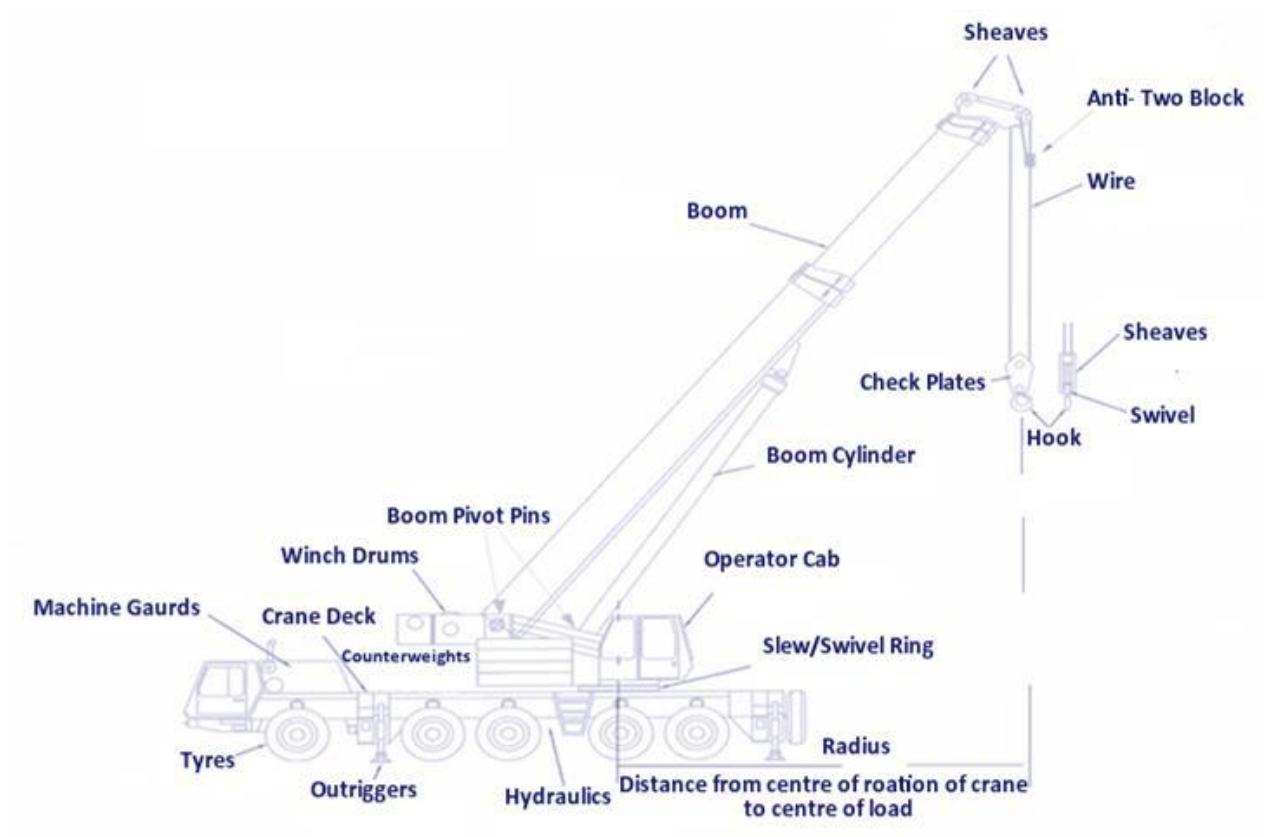 Sheaves
Anti- Two Block
Wire
Boom
Sheaves
Check Plates
Swivel
Hook
Boom Cylinder
Boom Pivot Pins
Winch Drums
Operator Cab
Machine Gaurds
Crane Deck
Slew/Swivel Ring
Counterweights
Radius
Tyres
Outriggers
Hydraulics
Distance from centre of roation of crane
to centre of load